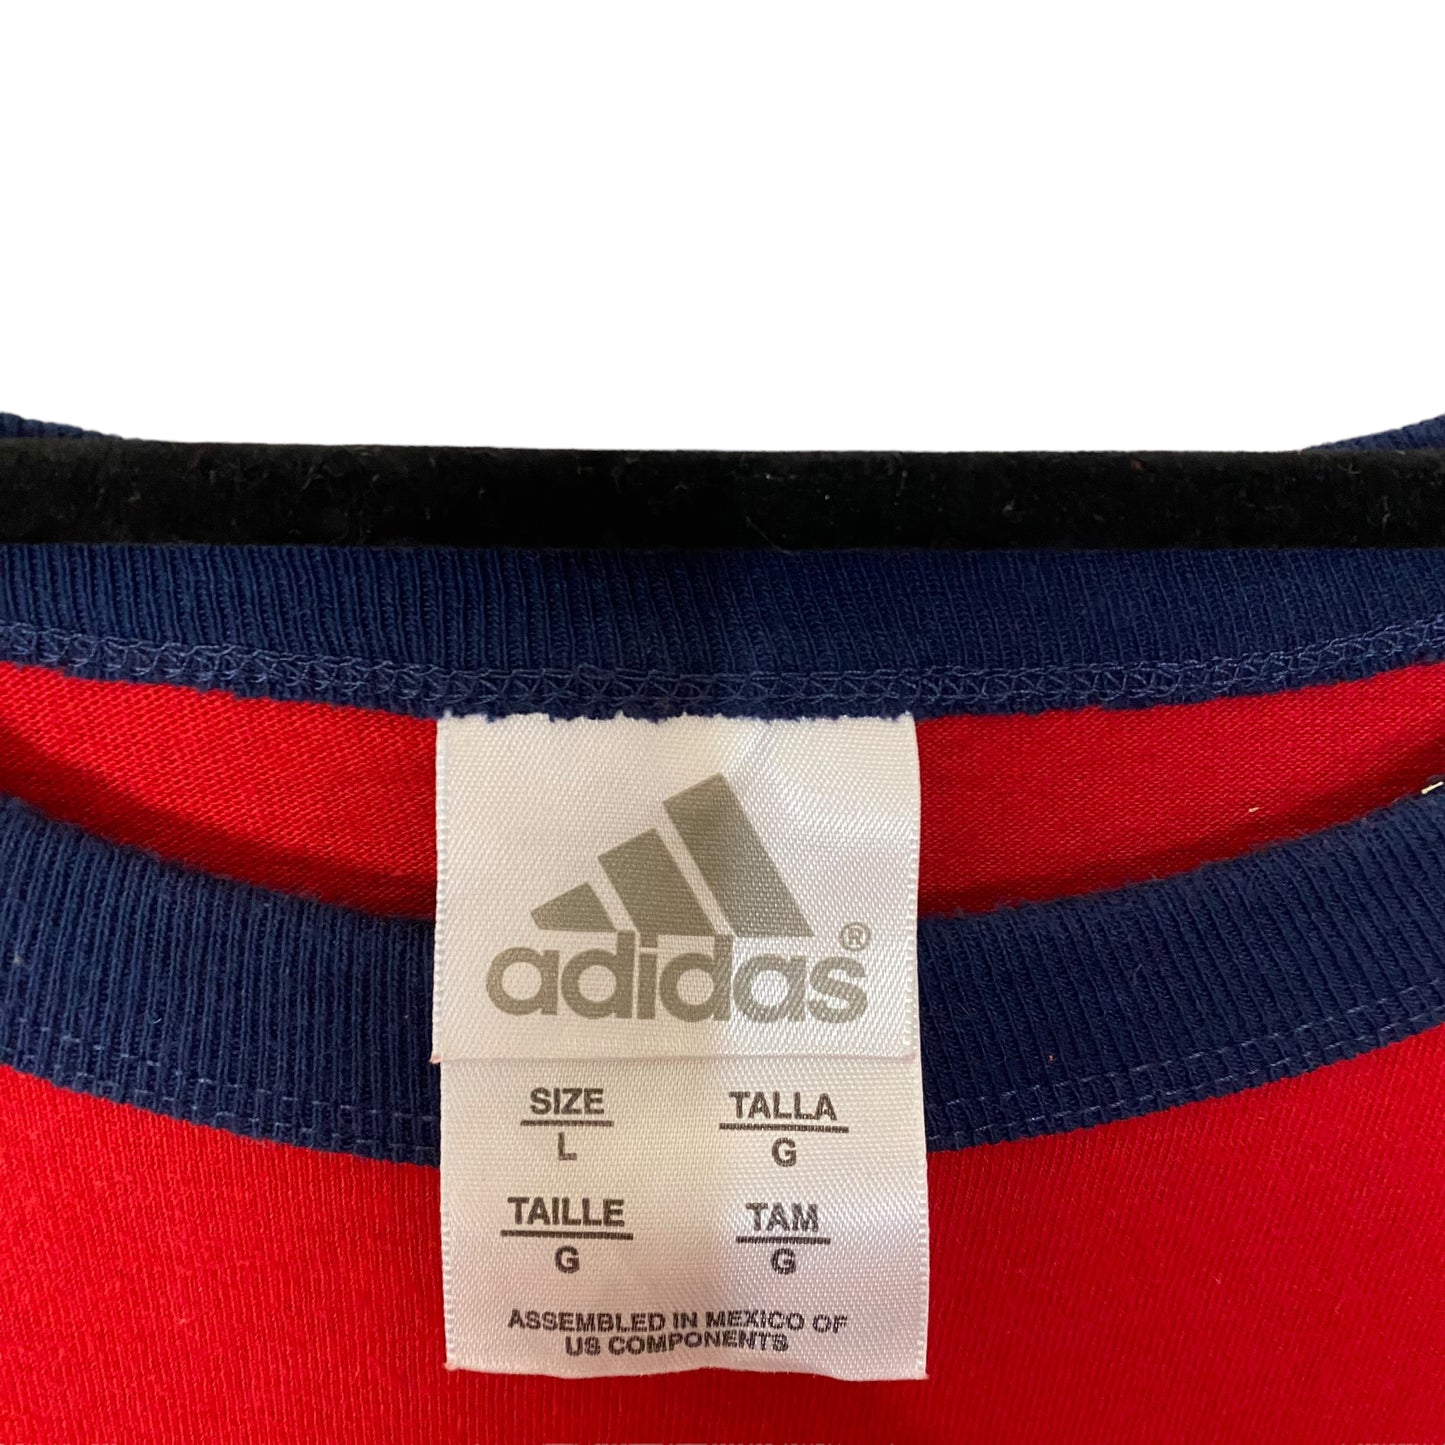 adidas®
SIZE TALLA
L G
TAILLE TAM
G G
ASSEMBLED IN MEXICO OF
US COMPONENTS